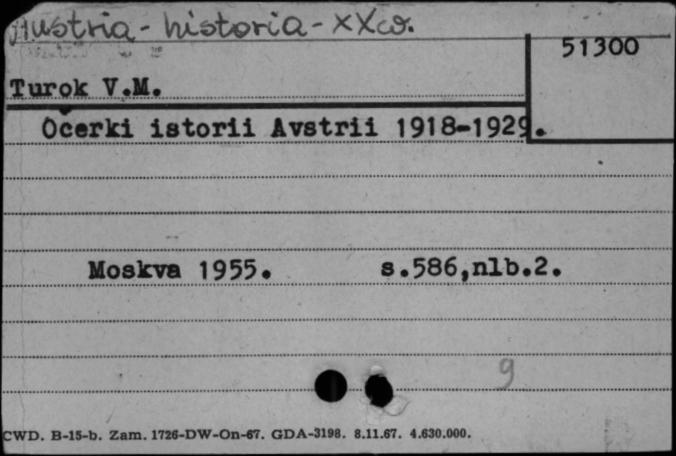 Austria - historia - XX w.
51300
Turok V.M.
Očerki istorii Avstrii 1918-1929.
Moskva 1955. s.586,nlb.2.
9
CWD. B-15-b. Zam. 1726-DW-On-67. GDA-3198. 8.11.67. 4.630.000.